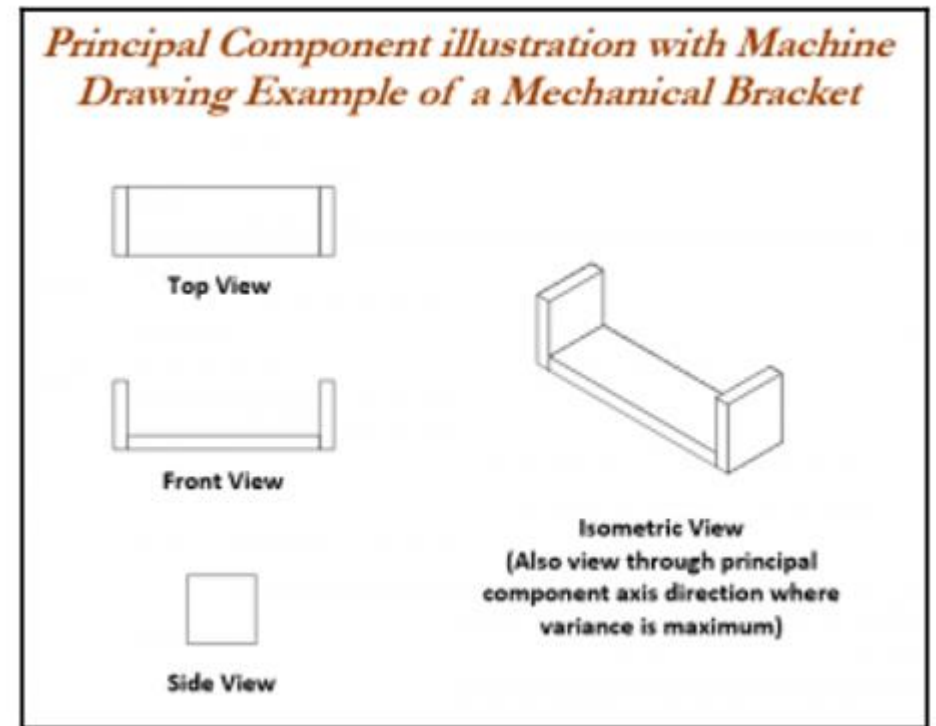 Principal Component illustration with Machine
Drawing Example of a Mechanical Bracket
Top View
Front View
Side View
Isometric View
(Also view through principal
component axis direction where
variance is maximum)